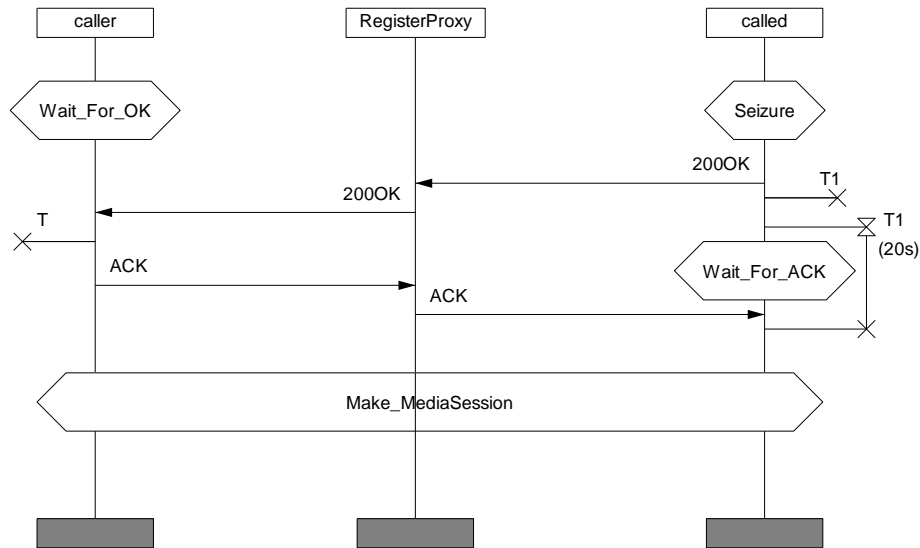 caller
RegisterProxy
called
Wait_For_OK
Seizure
200OK
T1
200OK
T
T1
(20s)
ACK
Wait_For_ACK
ACK
Make_MediaSession